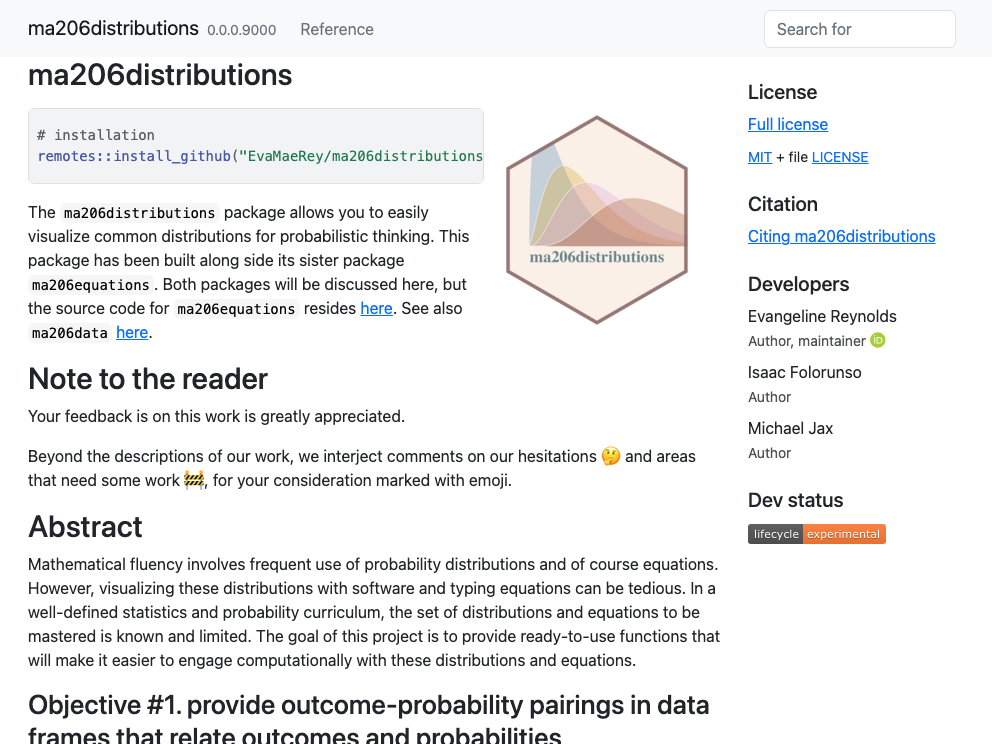 ma206distributions 0.0.0.9000 Reference Search for
ma206distributions
# installation
remotes::install_github("EvaMaeRey/ma206distributions
ma206distributions
The ma206distributions package allows you to easily
visualize common distributions for probabilistic thinking. This
package has been built along side its sister package
ma206equations . Both packages will be discussed here, but
the source code for ma206equations resides here. See also
ma206data here.
Note to the reader
Your feedback is on this work is greatly appreciated.
Beyond the descriptions of our work, we interject comments on our hesitations 🤔 and areas
that need some work 🚧, for your consideration marked with emoji.
Abstract
Mathematical fluency involves frequent use of probability distributions and of course equations.
However, visualizing these distributions with software and typing equations can be tedious. In a
well-defined statistics and probability curriculum, the set of distributions and equations to be
mastered is known and limited. The goal of this project is to provide ready-to-use functions that
will make it easier to engage computationally with these distributions and equations.
Objective #1. provide outcome-probability pairings in data
frames that relate outcomes and probabilities
License
Full license
MIT + file LICENSE
Citation
Citing ma206distributions
Developers
Evangeline Reynolds
Author, maintainer iD
Isaac Folorunso
Author
Michael Jax
Author
Dev status
lifecycle experimental